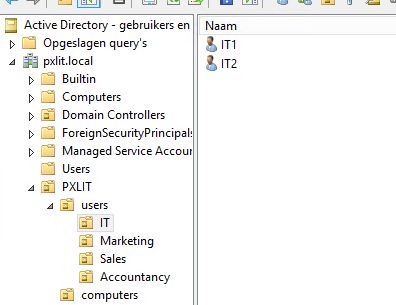 Active Directory - gebruikers en
Opgeslagen query's
pxlit.local
Builtin
Computers
Domain Controllers
ForeignSecurityPrincipals
Managed Service Accou
Users
PXLIT
users
IT
Marketing
Sales
Accountancy
computers
Naam
IT1
IT2